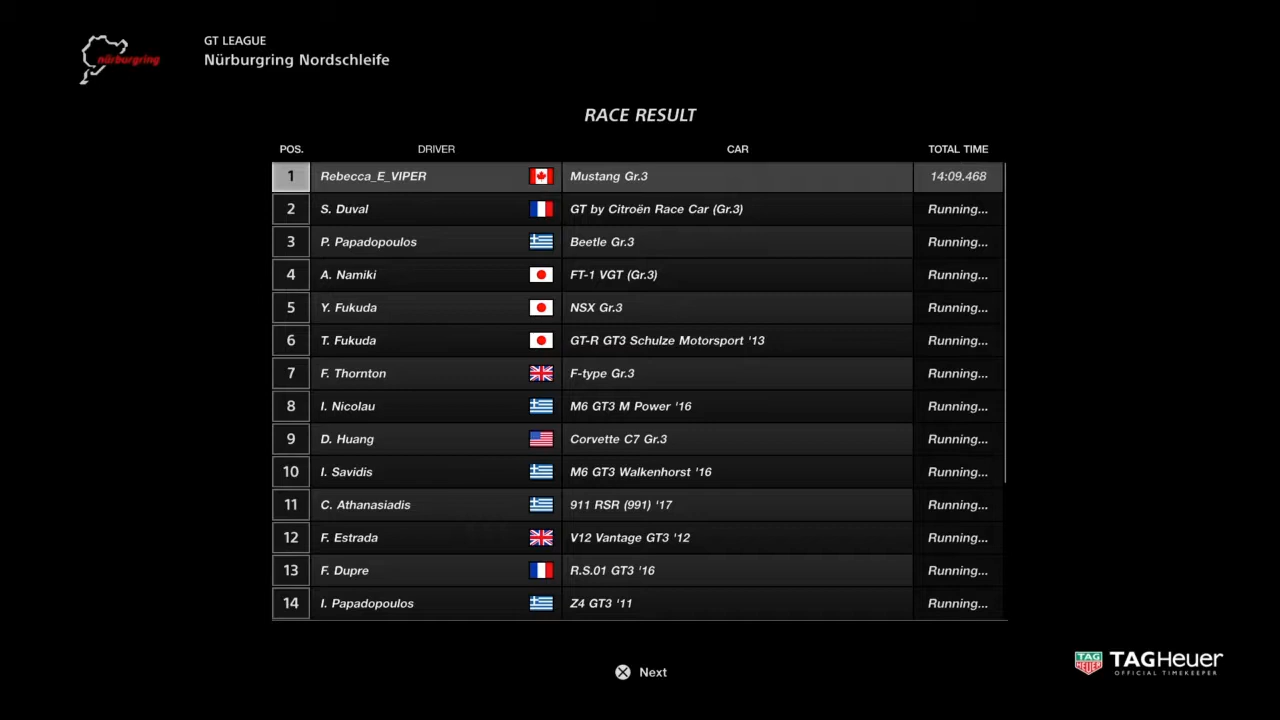 GT LEAGUE
nürburgring
Nürburgring Nordschleife
RACE RESULT
POS. DRIVER CAR TOTAL TIME
1 Rebecca_E_VIPER Mustang Gr.3 14:09.468
2 S. Duval GT by Citroën Race Car (Gr.3) Running...
3 P. Papadopoulos Beetle Gr.3 Running...
4 A. Namiki FT-1 VGT (Gr.3) Running...
5 Y. Fukuda NSX Gr.3 Running...
6 T. Fukuda GT-R GT3 Schulze Motorsport '13 Running...
7 F. Thornton F-type Gr.3 Running...
8 I. Nicolau M6 GT3 M Power '16 Running...
9 D. Huang Corvette C7 Gr.3 Running...
10 I. Savidis M6 GT3 Walkenhorst '16 Running...
11 C. Athanasiadis 911 RSR (991) '17 Running...
12 F. Estrada V12 Vantage GT3 '12 Running...
13 F. Dupre R.S.01 GT3 '16 Running...
14 I. Papadopoulos Z4 GT3 '11 Running...
Next
TAG HEUER TAGHeuer
OFFICIAL TIMEKEEPER